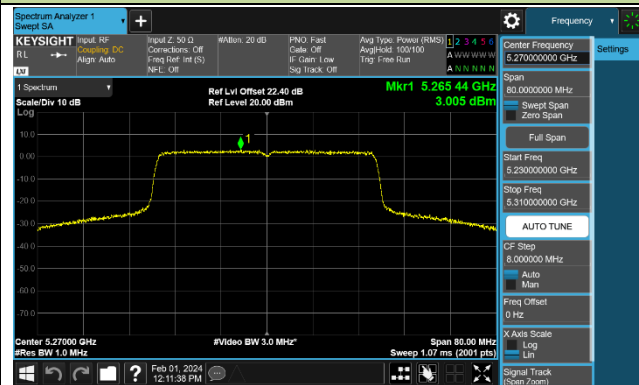 Spectrum Analyzer 1
Swept SA
+
Frequency
KEYSIGHT
RL
LXI
Input: RF
Coupling: DC
Align: Auto
Input Z: 50 Ω
Corrections: Off
Freq Ref: Int (S)
NFE: Off
#Atten: 20 dB
PNO: Fast
Gate: Off
IF Gain: Low
Sig Track: Off
Avg Type: Power (RMS)
Avg|Hold: 100/100
Trig: Free Run
1 2 3 4 5 6
A W W W W W
A N N N N N
1 Spectrum
Scale/Div 10 dB
Log
Ref Lvl Offset 22.40 dB
Ref Level 20.00 dBm
Mkr1 5.265 44 GHz
3.005 dBm
10.0
0.00
-10.0
-20.0
-30.0
-40.0
-50.0
-60.0
-70.0
1
Center 5.27000 GHz
#Res BW 1.0 MHz
#Video BW 3.0 MHz*
Span 80.00 MHz
Sweep 1.07 ms (2001 pts)
Feb 01, 2024
12:11:38 PM
Center Frequency
5.270000000 GHz
Span
80.0000000 MHz
Swept Span
Zero Span
Full Span
Start Freq
5.230000000 GHz
Stop Freq
5.310000000 GHz
AUTO TUNE
CF Step
8.000000 MHz
Auto
Man
Freq Offset
0 Hz
X Axis Scale
Log
Lin
Signal Track
(Span Zoom)
Settings